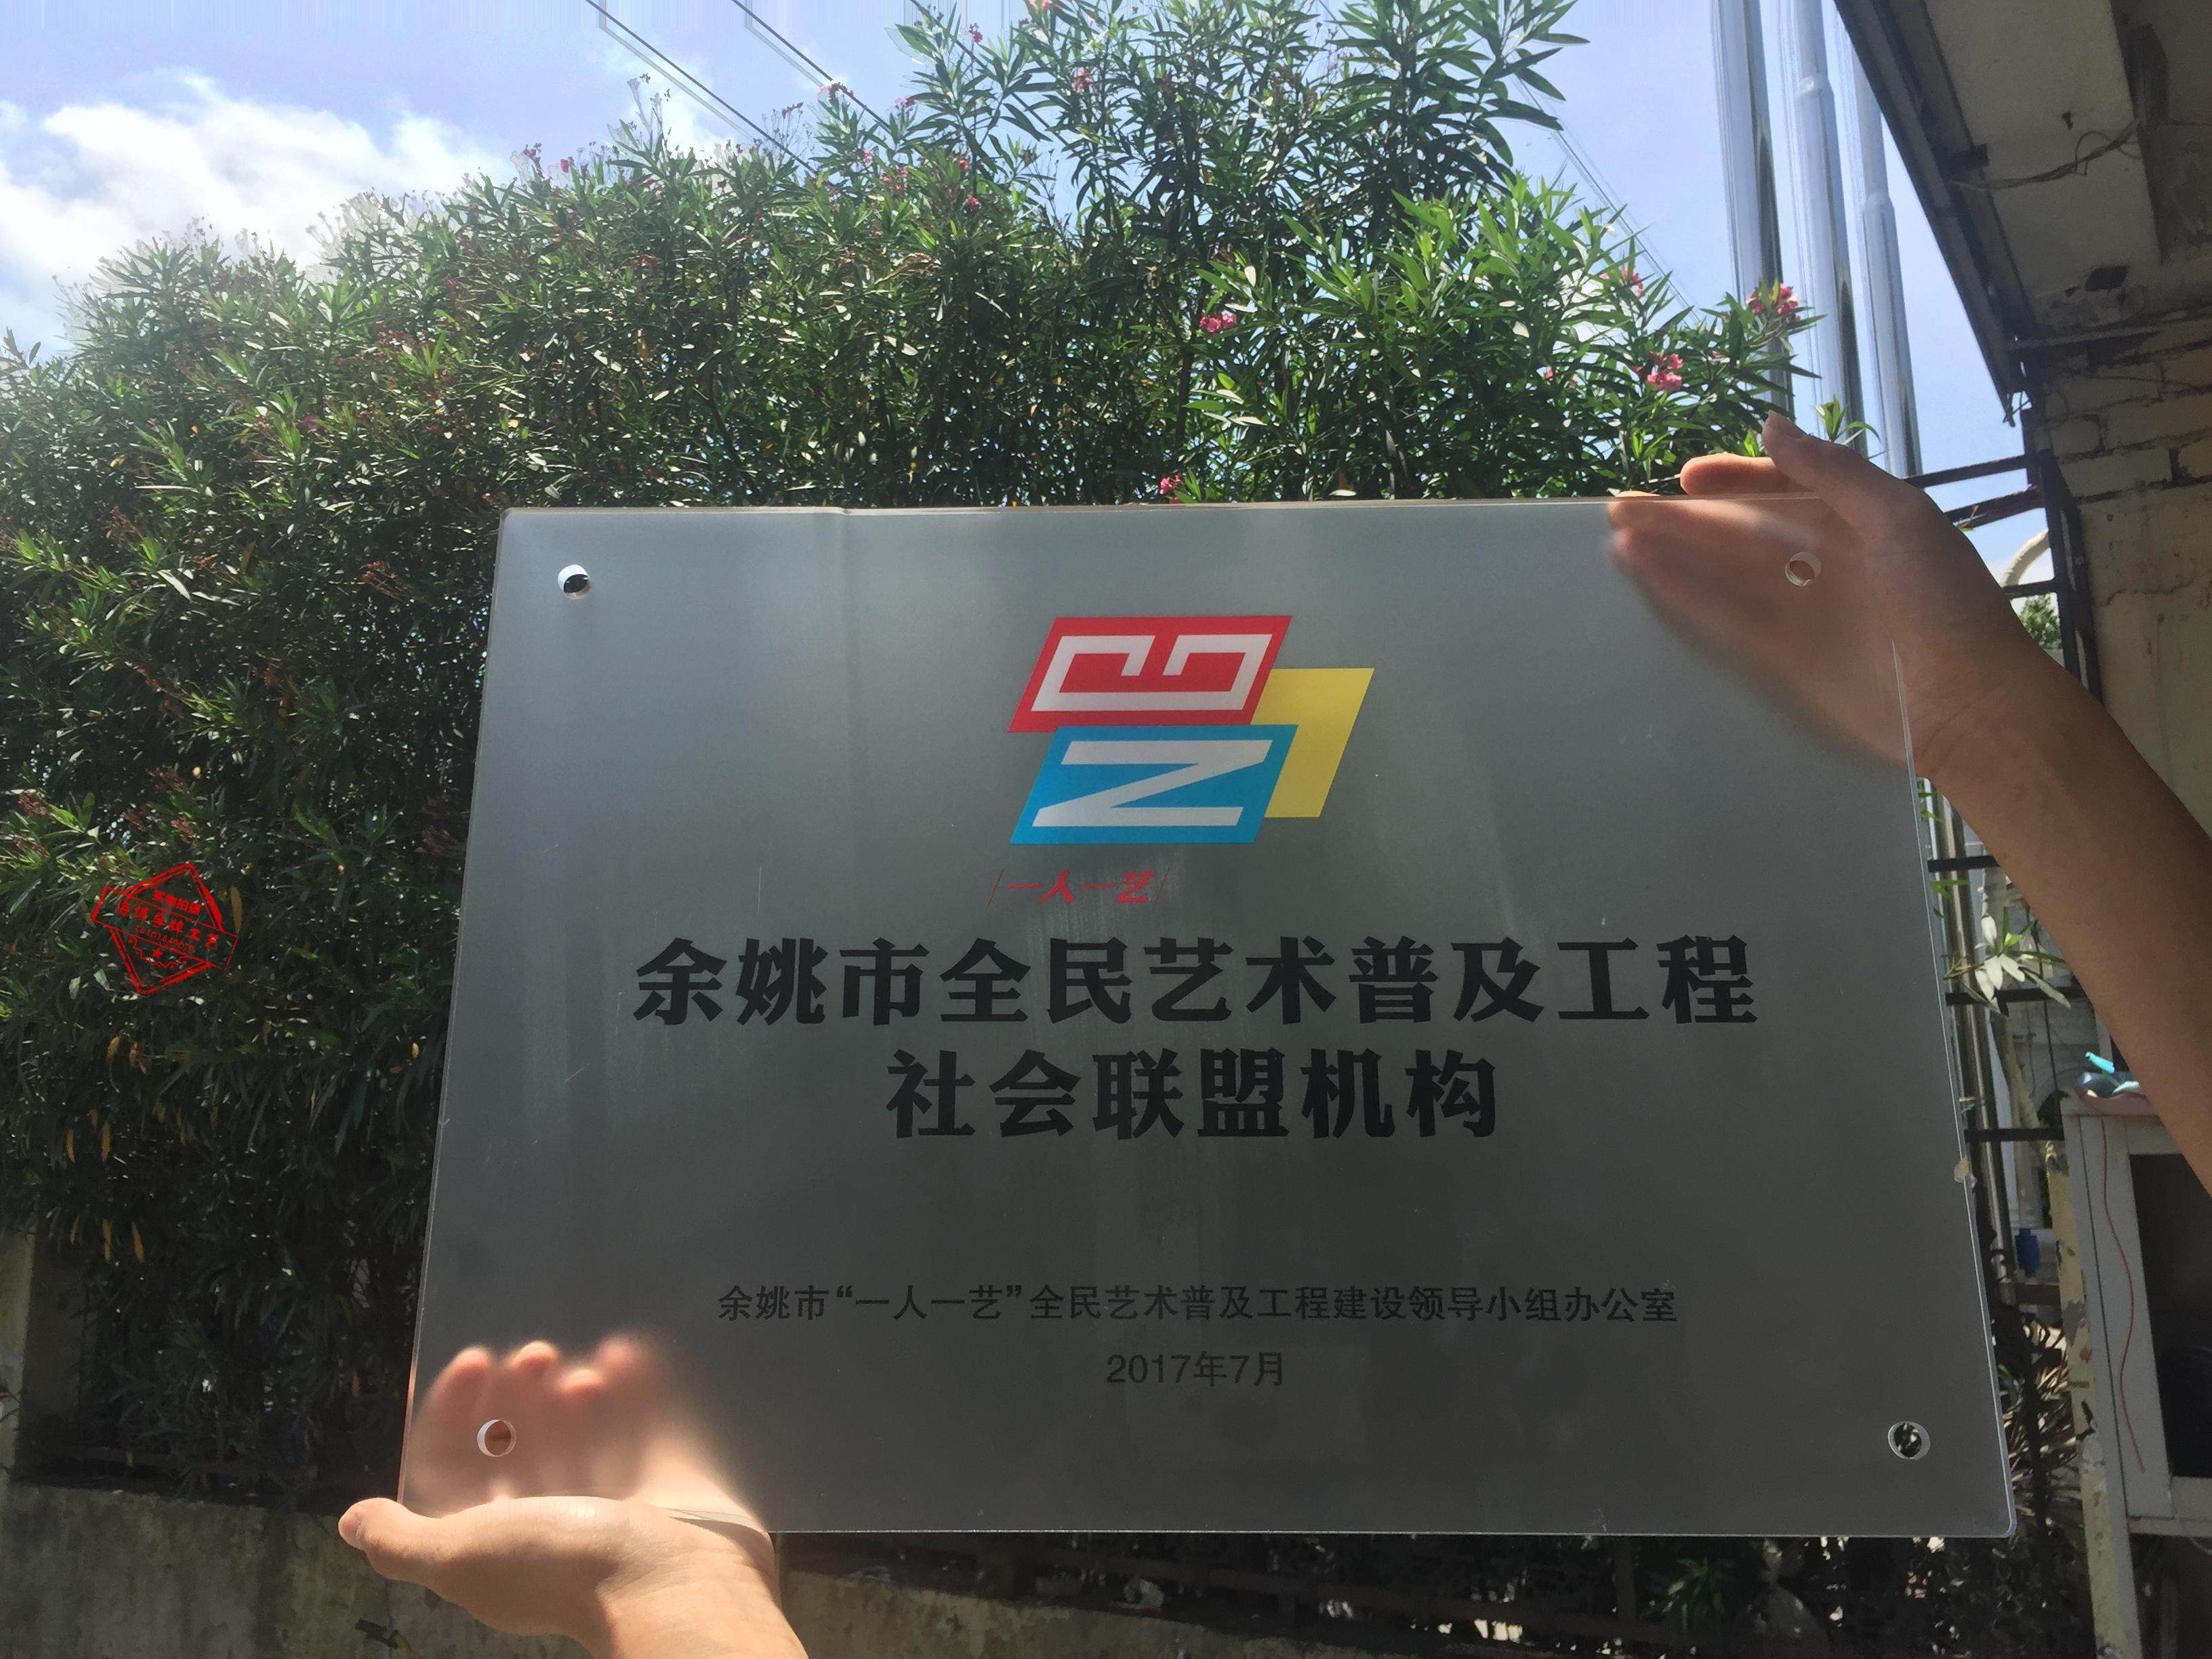 一人一艺
余姚市全民艺术普及工程
社会联盟机构
余姚市“一人一艺”全民艺术普及工程建设领导小组办公室
2017年7月